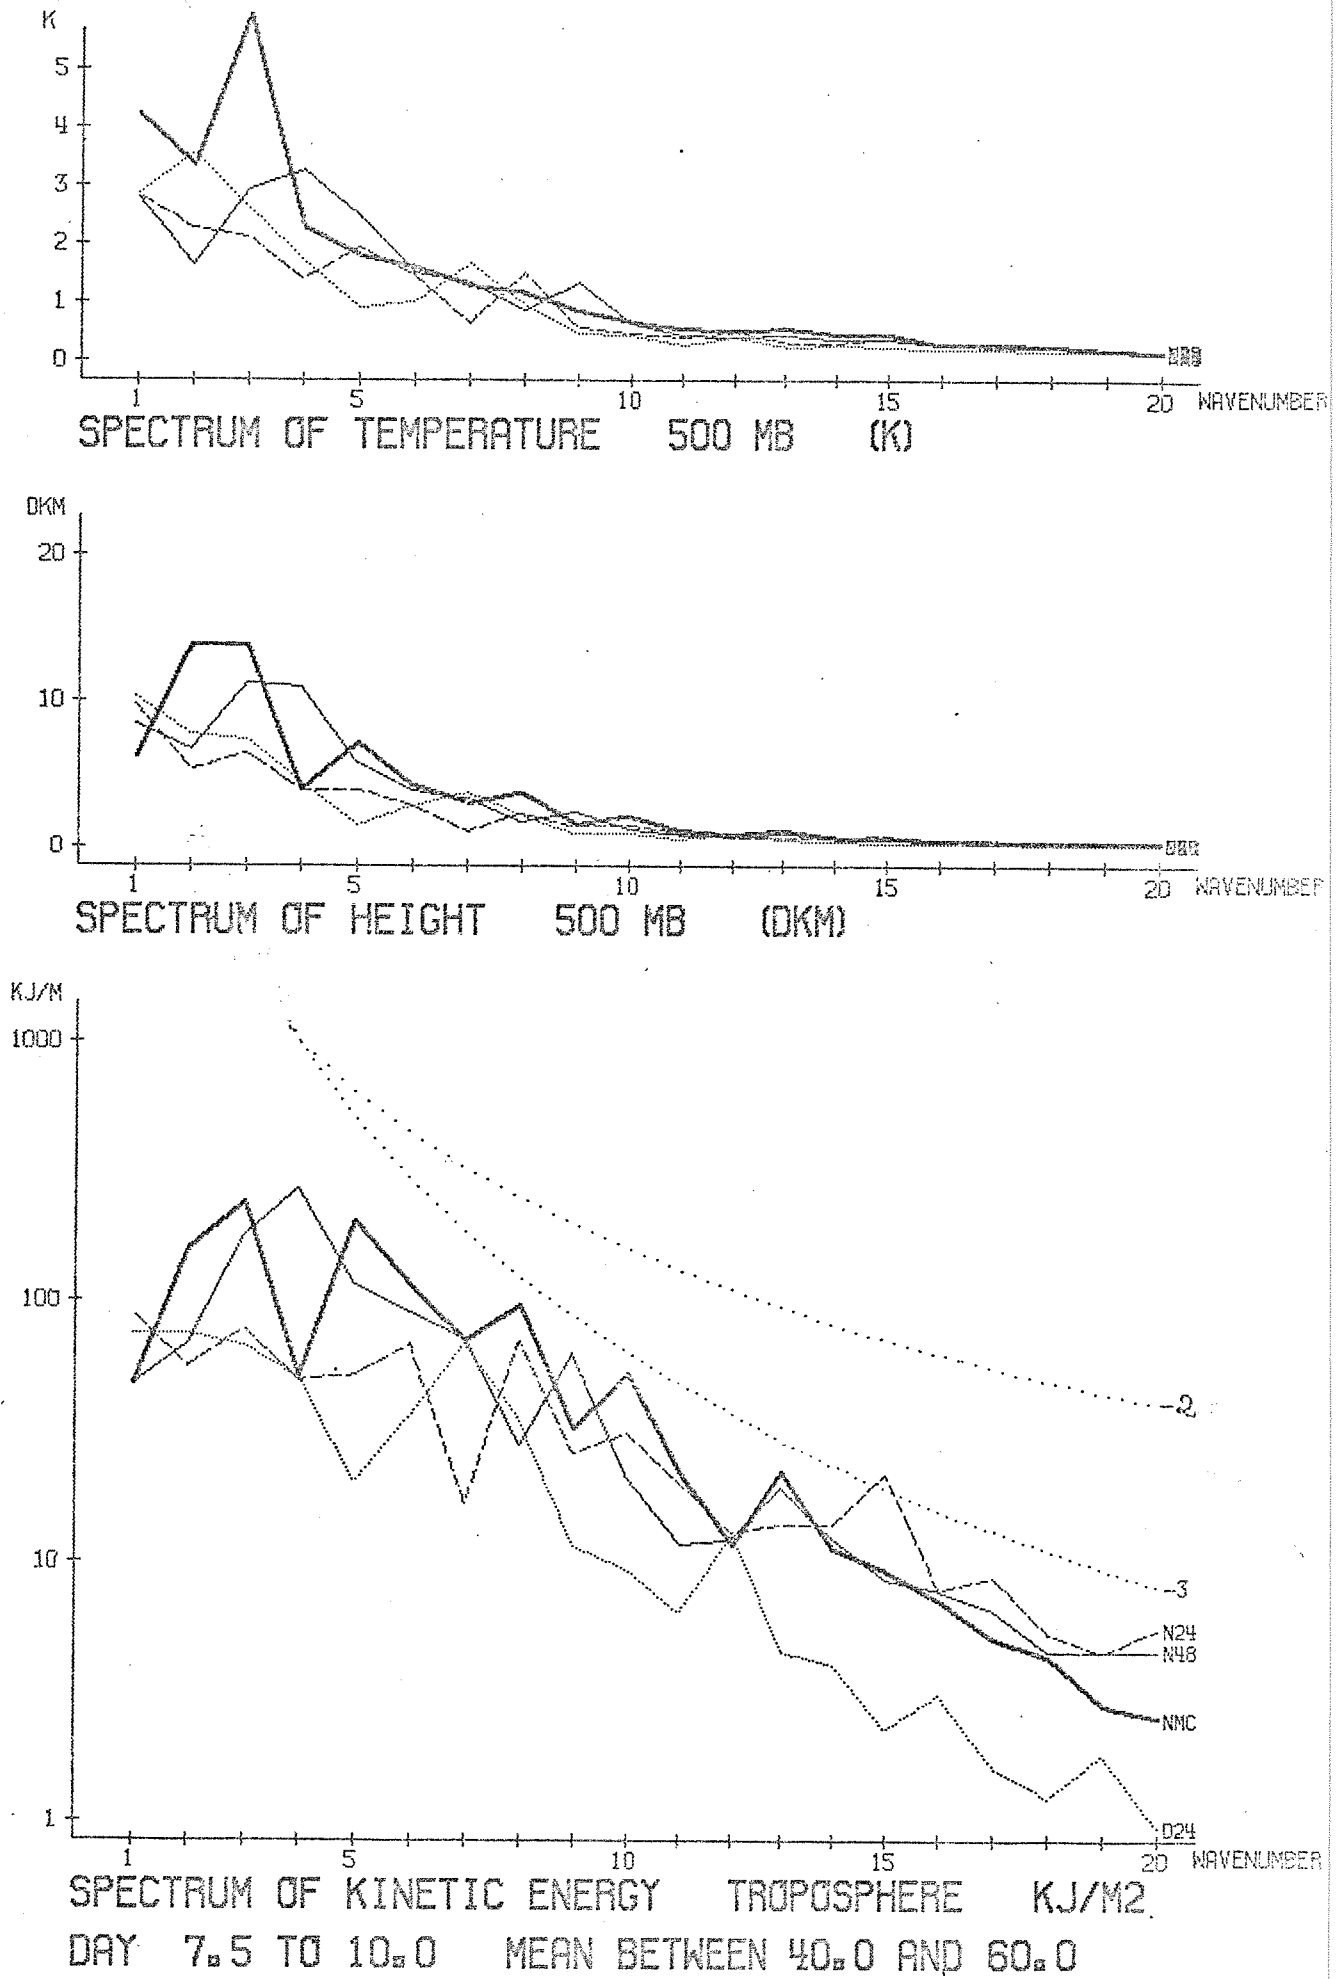 K
5
4
3
2
1
0
1 5 10 15 20 WAVENUMBER
SPECTRUM OF TEMPERATURE 500 MB (K)
DKM
20
10
0
1 5 10 15 20 WAVENUMBER
SPECTRUM OF HEIGHT 500 MB (DKM)
KJ/M
1000
100
10
1
-2
-3
N24
N48
NMC
D24
1 5 10 15 20 WAVENUMBER
SPECTRUM OF KINETIC ENERGY TROPOSPHERE KJ/M2
DAY 7.5 TO 10.0 MEAN BETWEEN 40.0 AND 60.0